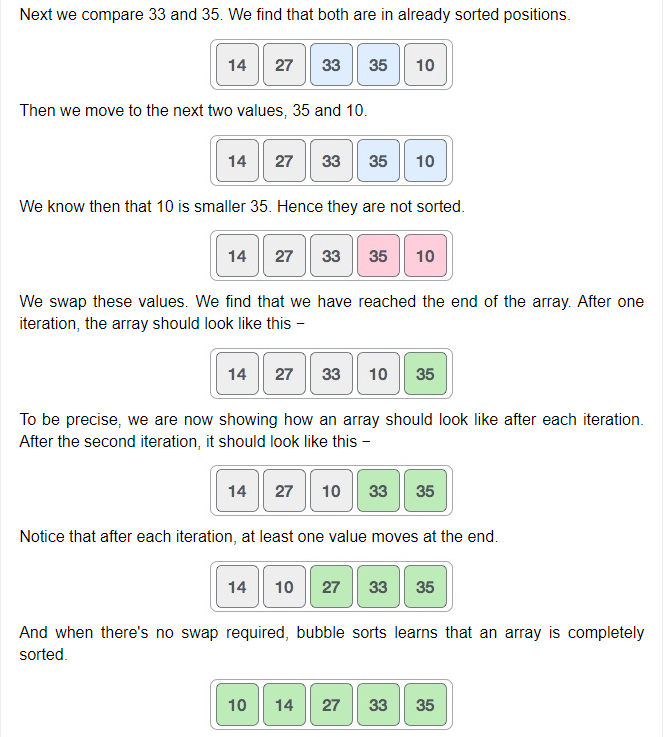 Next we compare 33 and 35. We find that both are in already sorted positions.
14 27 33 35 10
Then we move to the next two values, 35 and 10.
14 27 33 35 10
We know then that 10 is smaller 35. Hence they are not sorted.
14 27 33 35 10
We swap these values. We find that we have reached the end of the array. After one
iteration, the array should look like this −
14 27 33 10 35
To be precise, we are now showing how an array should look like after each iteration.
After the second iteration, it should look like this −
14 27 10 33 35
Notice that after each iteration, at least one value moves at the end.
14 10 27 33 35
And when there's no swap required, bubble sorts learns that an array is completely
sorted.
10 14 27 33 35